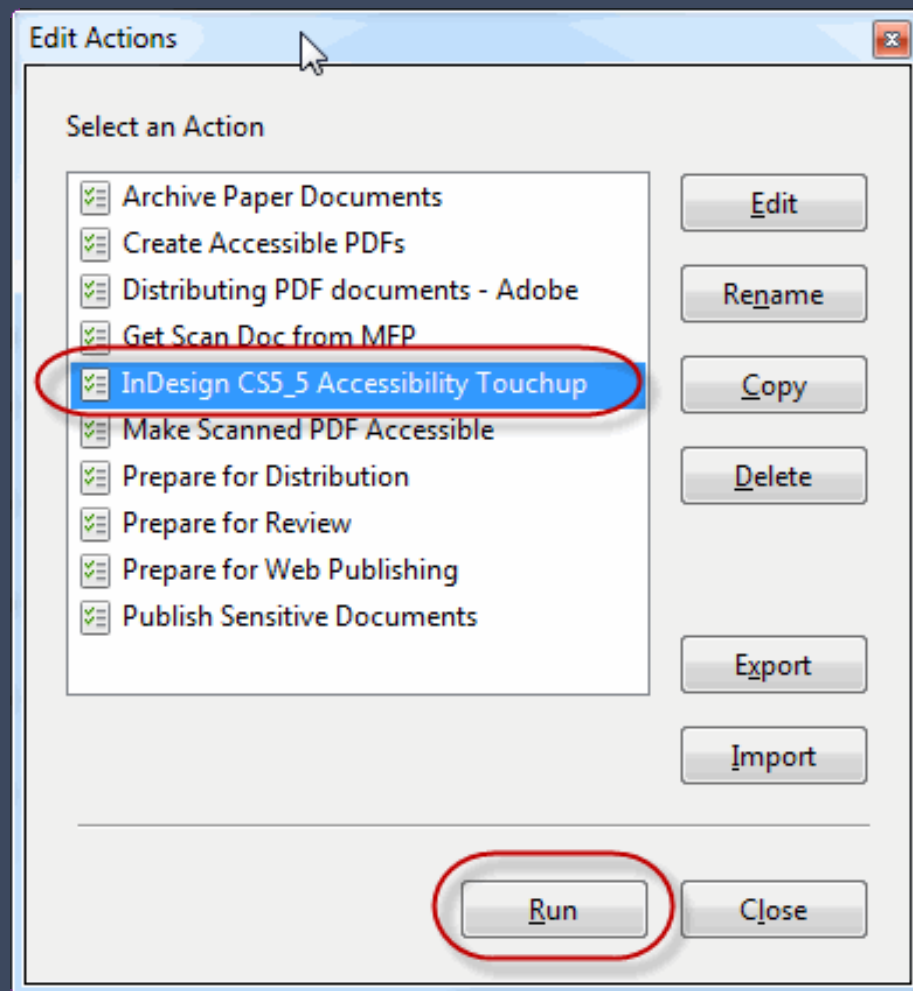 Edit Actions
Select an Action
Archive Paper Documents
Create Accessible PDFs
Distributing PDF documents - Adobe
Get Scan Doc from MFP
InDesign CS5_5 Accessibility Touchup
Make Scanned PDF Accessible
Prepare for Distribution
Prepare for Review
Prepare for Web Publishing
Publish Sensitive Documents
Edit
Rename
Copy
Delete
Export
Import
Run
Close